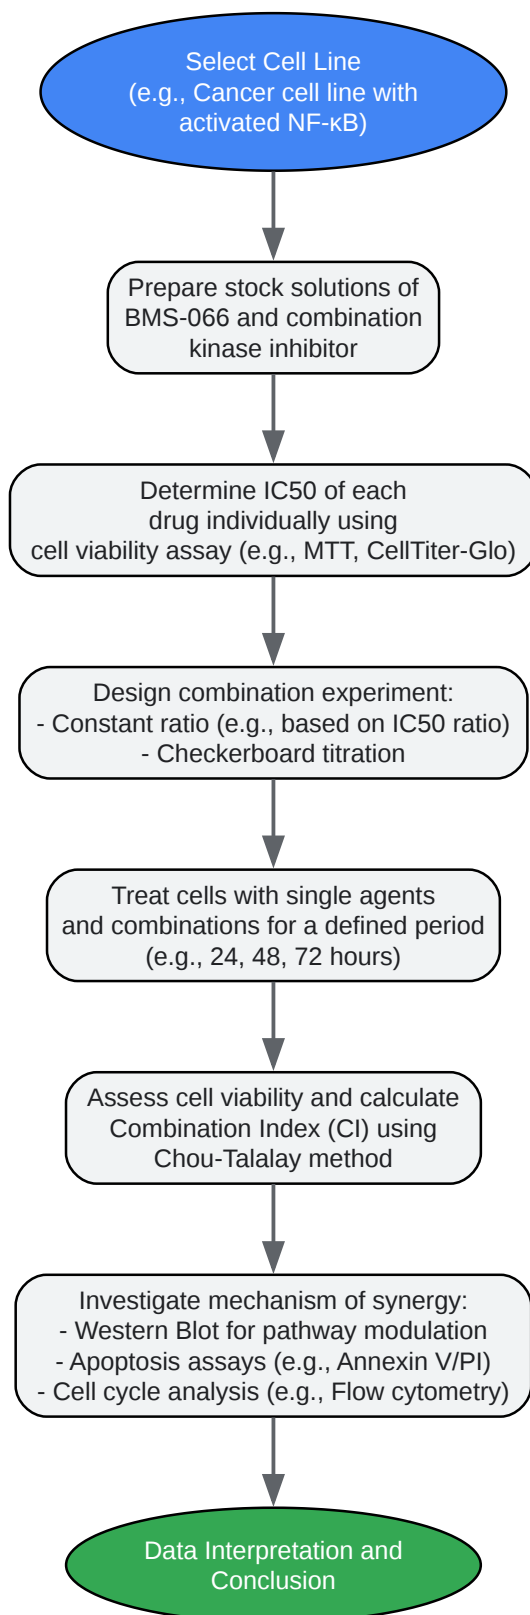 Select Cell Line
(e.g., Cancer cell line with
activated NF-κB)
Prepare stock solutions of
BMS-066 and combination
kinase inhibitor
Determine IC50 of each
drug individually using
cell viability assay (e.g., MTT, CellTiter-Glo)
Design combination experiment:
- Constant ratio (e.g., based on IC50 ratio)
- Checkerboard titration
Treat cells with single agents
and combinations for a defined period
(e.g., 24, 48, 72 hours)
Assess cell viability and calculate
Combination Index (CI) using
Chou-Talalay method
Investigate mechanism of synergy:
- Western Blot for pathway modulation
- Apoptosis assays (e.g., Annexin V/PI)
- Cell cycle analysis (e.g., Flow cytometry)
Data Interpretation and
Conclusion